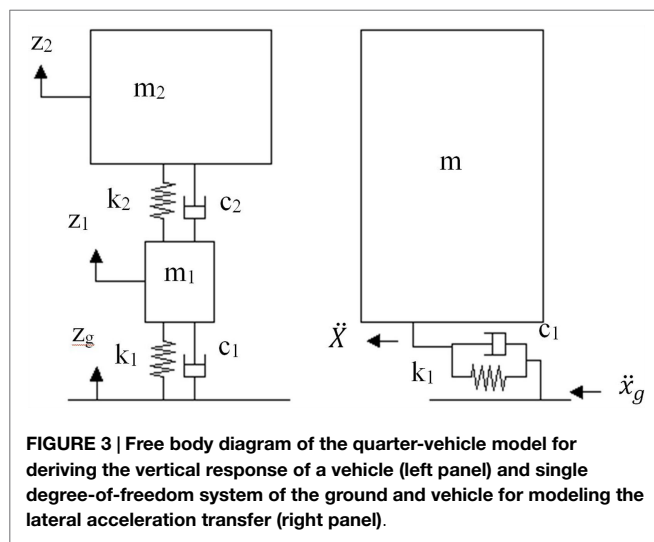 z₂
m₂
k₂
c₂
z₁
m₁
z_g
k₁
c₁
m
Ẍ
c₁
k₁
ẍ_g
FIGURE 3 | Free body diagram of the quarter-vehicle model for
deriving the vertical response of a vehicle (left panel) and single
degree-of-freedom system of the ground and vehicle for modeling the
lateral acceleration transfer (right panel).